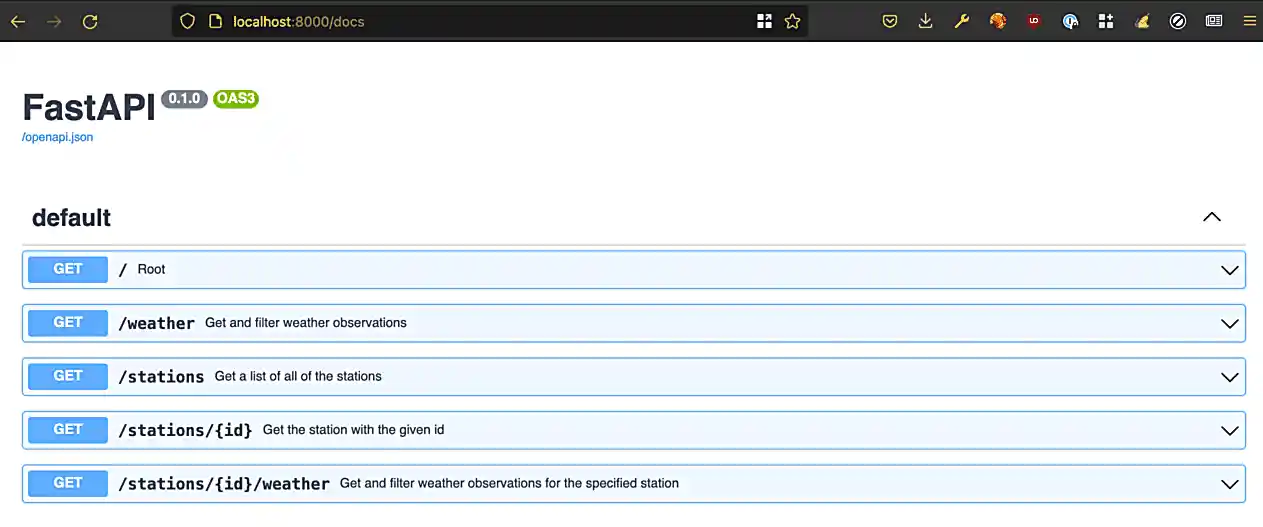 localhost:8000/docs
FastAPI 0.1.0 OAS3
/openapi.json
default
GET / Root
GET /weather Get and filter weather observations
GET /stations Get a list of all of the stations
GET /stations/{id} Get the station with the given id
GET /stations/{id}/weather Get and filter weather observations for the specified station